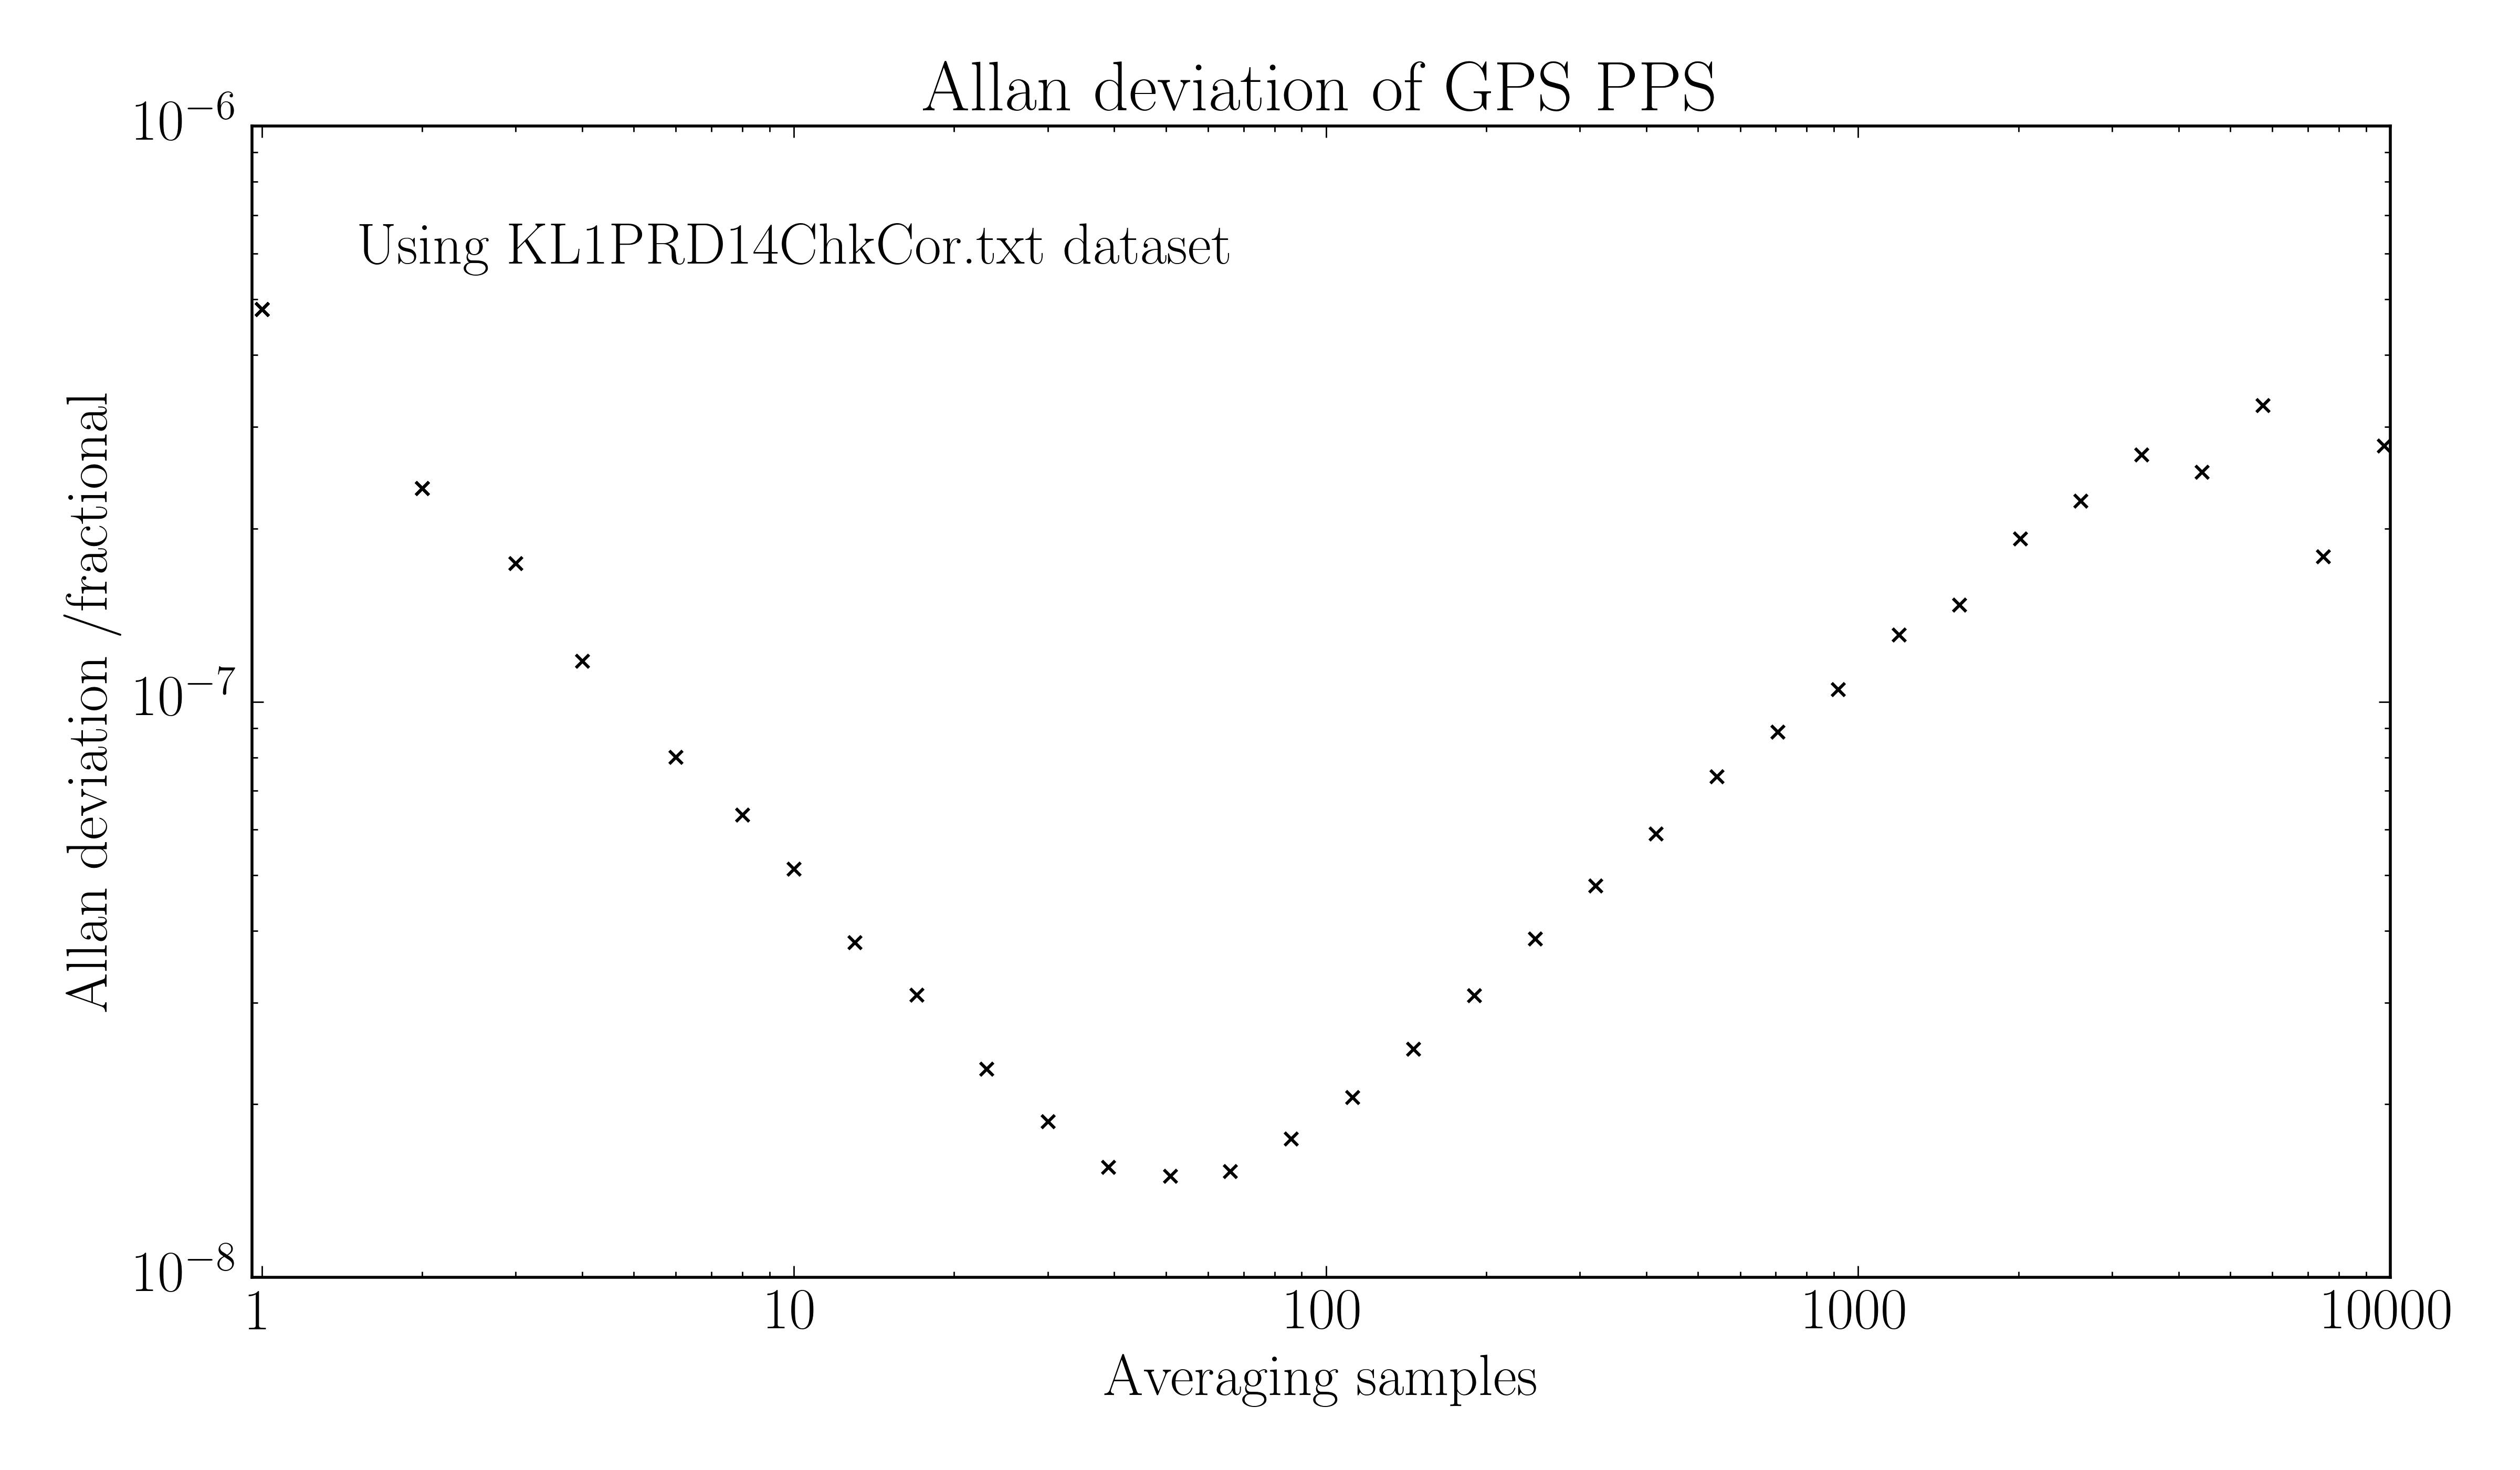 Allan deviation of GPS PPS
10⁻⁶
Using KL1PRD14ChkCor.txt dataset
Allan deviation /fractional
10⁻⁷
10⁻⁸
1 10 100 1000 10000
Averaging samples